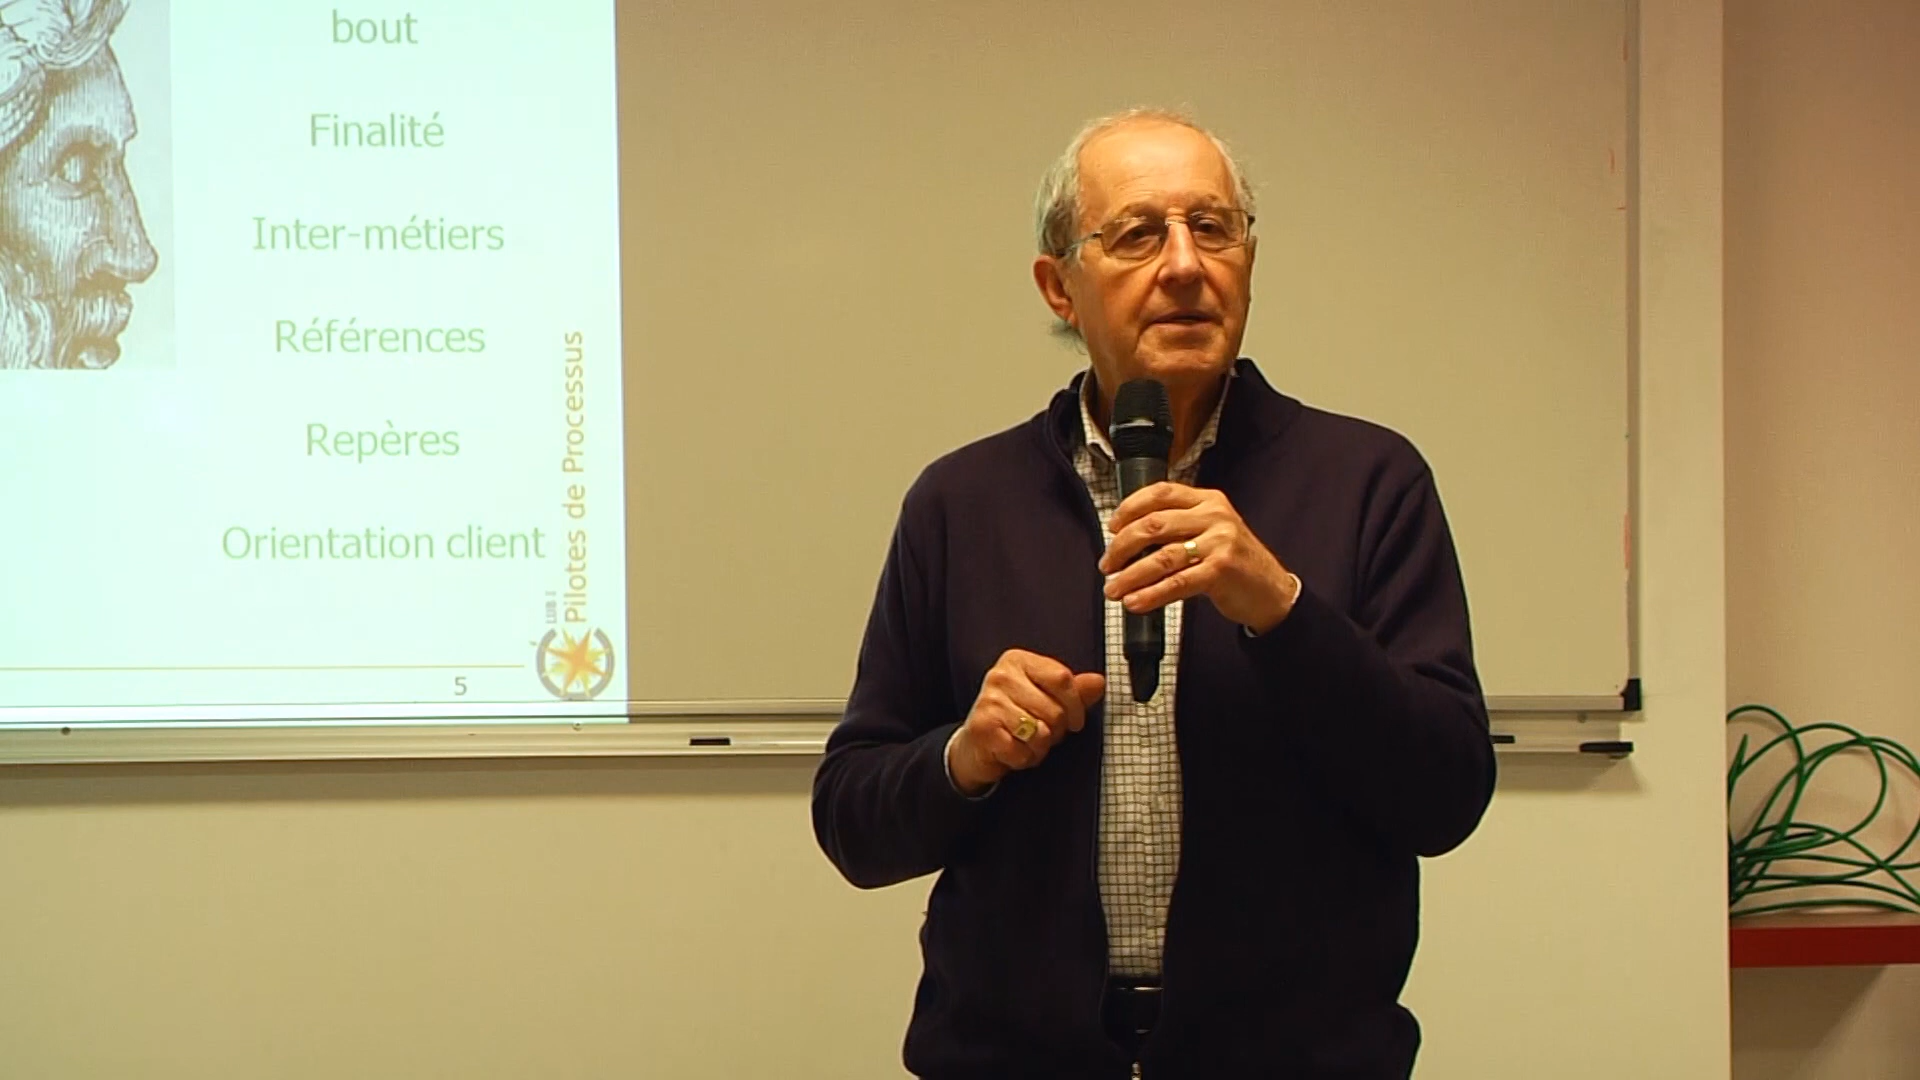 bout
Finalité
Inter-métiers
Références
Repères
Orientation client
Pilotes de Processus
5